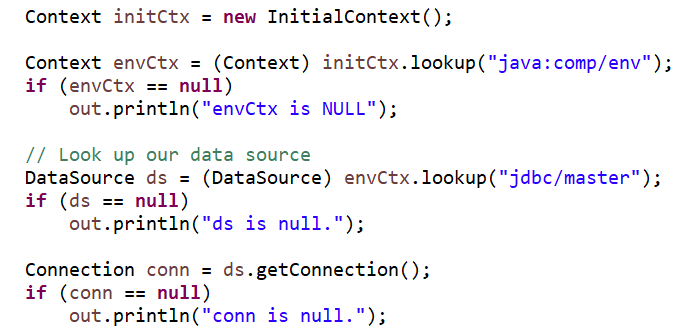 Context initCtx = new InitialContext();
Context envCtx = (Context) initCtx.lookup("java:comp/env");
if (envCtx == null)
out.println("envCtx is NULL");
// Look up our data source
DataSource ds = (DataSource) envCtx.lookup("jdbc/master");
if (ds == null)
out.println("ds is null.");
Connection conn = ds.getConnection();
if (conn == null)
out.println("conn is null.");